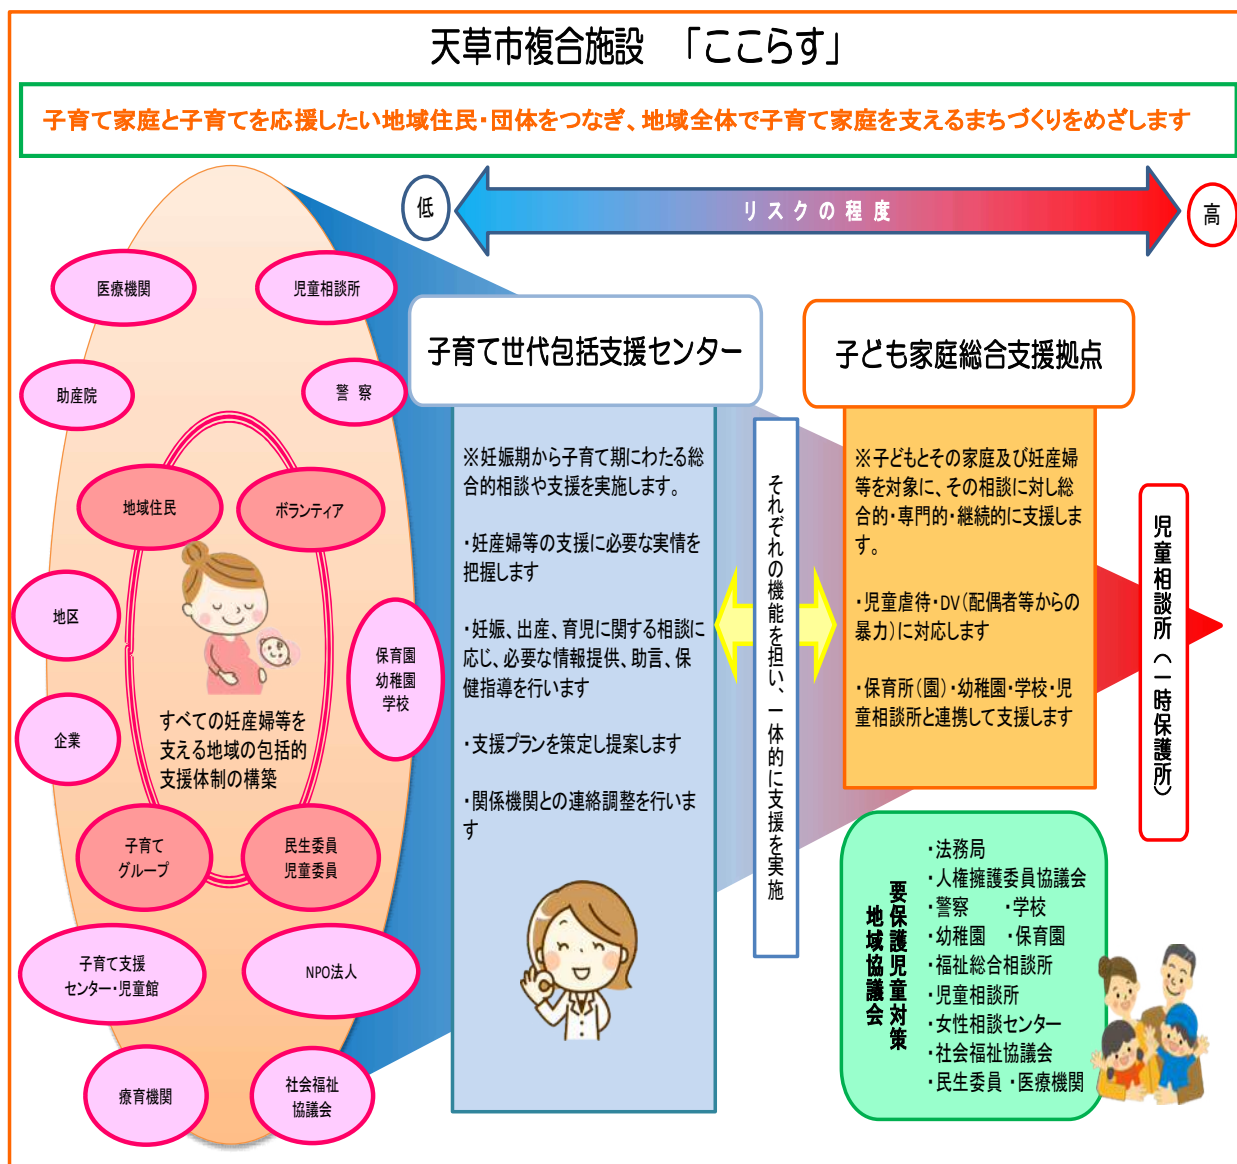 天草市複合施設　「ここらす」
子育て家庭と子育てを応援したい地域住民・団体をつなぎ、地域全体で子育て家庭を支えるまちづくりをめざします
低
リスクの程度
高
医療機関
児童相談所
助産院
警 察
地域住民
ボランティア
地区
保育園
幼稚園
学校
企業
すべての妊産婦等を
支える地域の包括的
支援体制の構築
子育て
グループ
民生委員
児童委員
子育て支援
センター・児童館
NPO法人
療育機関
社会福祉
協議会
子育て世代包括支援センター
※妊娠期から子育て期にわたる総
合的相談や支援を実施します。
・妊産婦等の支援に必要な実情を
把握します
・妊娠、出産、育児に関する相談に
応じ、必要な情報提供、助言、保
健指導を行います
・支援プランを策定し提案します
・関係機関との連絡調整を行いま
す
それぞれの機能を担い、一体的に支援を実施
子ども家庭総合支援拠点
※子どもとその家庭及び妊産婦
等を対象に、その相談に対し総
合的・専門的・継続的に支援しま
す。
・児童虐待・DV(配偶者等からの
暴力)に対応します
・保育所(園)・幼稚園・学校・児
童相談所と連携して支援します
児童相談所（一時保護所）
要保護児童対策
地域協議会
・法務局
・人権擁護委員協議会
・警察　・学校
・幼稚園　・保育園
・福祉総合相談所
・児童相談所
・女性相談センター
・社会福祉協議会
・民生委員 ・医療機関